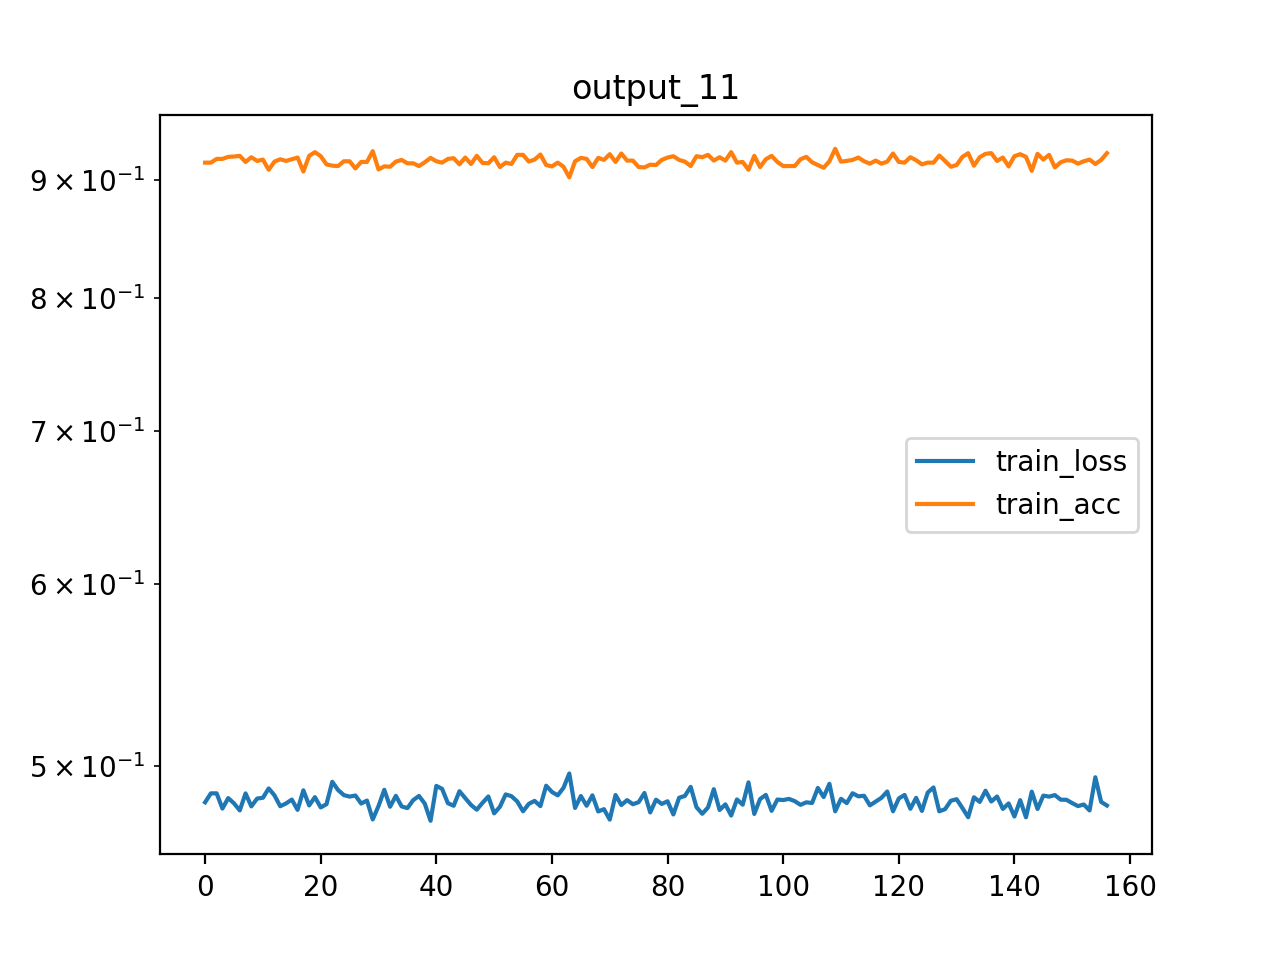 output_11
9 × 10⁻¹
8 × 10⁻¹
7 × 10⁻¹
6 × 10⁻¹
5 × 10⁻¹
train_loss
train_acc
0 20 40 60 80 100 120 140 160